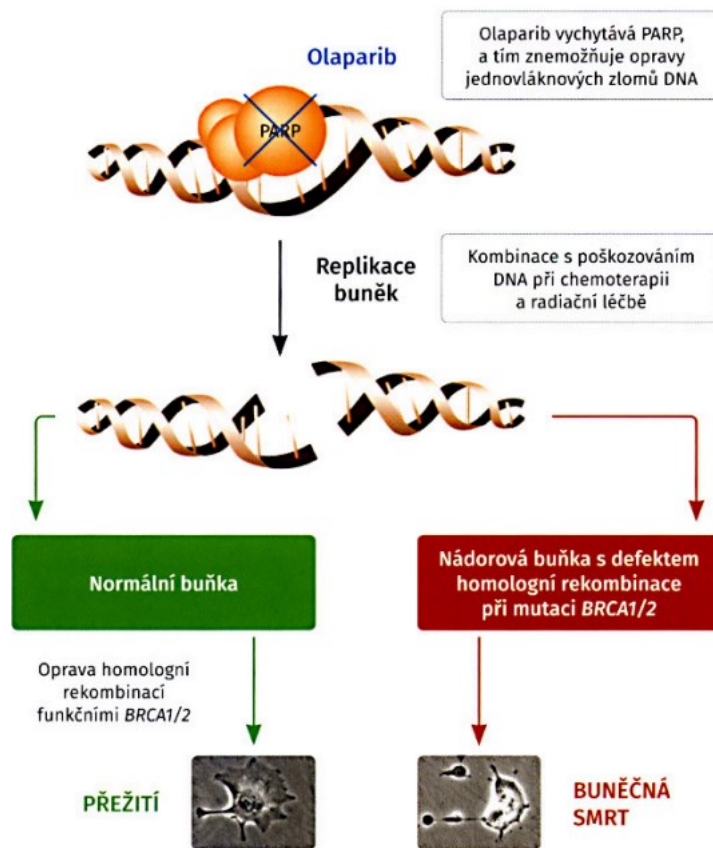 Olaparib
Olaparib vychytává PARP,
a tím znemožňuje opravy
jednovláknových zlomů DNA
PARP
Replikace
buněk
Kombinace s poškozováním
DNA při chemoterapii
a radiační léčbě
Normální buňka
Nádorová buňka s defektem
homologní rekombinace
při mutaci BRCA1/2
Oprava homologní
rekombinací
funkčními BRCA1/2
PŘEŽITÍ
BUNĚČNÁ
SMRT